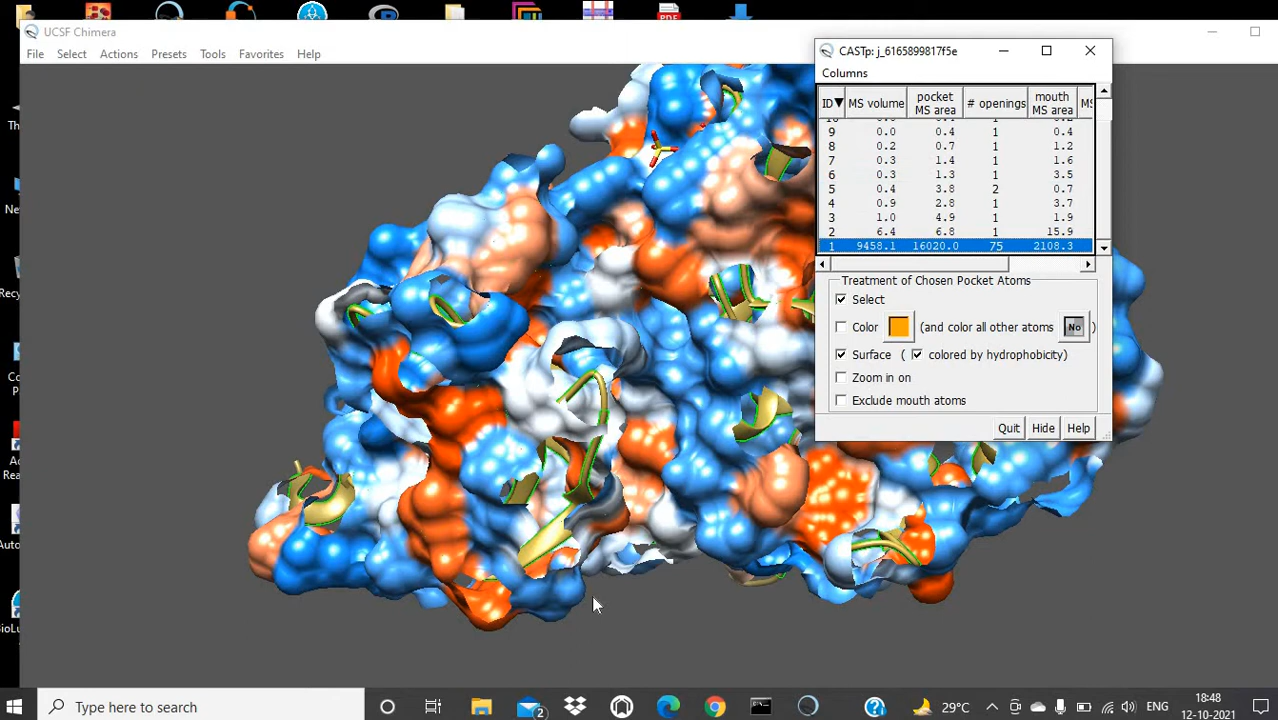 UCSF Chimera
File Select Actions Presets Tools Favorites Help
CASTp: j_6165899817f5e
Columns
ID MS volume pocket MS area # openings mouth MS area
9 0.0 0.4 1 0.4
8 0.2 0.7 1 1.2
7 0.3 1.4 1 1.6
6 0.3 1.3 1 3.5
5 0.4 3.8 2 0.7
4 0.9 2.8 1 3.7
3 1.0 4.9 1 1.9
2 6.4 6.8 1 15.9
1 9458.1 16020.0 75 2108.3
Treatment of Chosen Pocket Atoms
Select
Color (and color all other atoms No )
Surface ( colored by hydrophobicity)
Zoom in on
Exclude mouth atoms
Quit Hide Help
PDF
Type here to search
2
29°C
ENG
18:48
12-10-2021